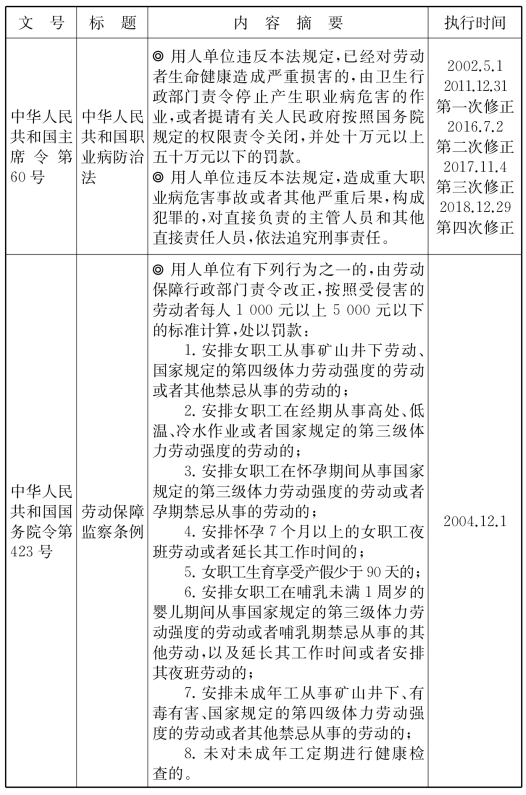 文 号 标 题 内 容 摘 要 执行时间
中华人民
共和国主
席 令 第
60 号
中华人民
共和国职
业病防治
法
◎ 用人单位违反本法规定,已经对劳动
者生命健康造成严重损害的,由卫生行
政部门责令停止产生职业病危害的作
业,或者提请有关人民政府按照国务院
规定的权限责令关闭,并处十万元以上
五十万元以下的罚款。
◎ 用人单位违反本法规定,造成重大职
业病危害事故或者其他严重后果,构成
犯罪的,对直接负责的主管人员和其他
直接责任人员,依法追究刑事责任。
2002.5.1
2011.12.31
第一次修正
2016.7.2
第二次修正
2017.11.4
第三次修正
2018.12.29
第四次修正
中华人民
共和国国
务院令第
423 号
劳动保障
监察条例
◎ 用人单位有下列行为之一的,由劳动
保障行政部门责令改正,按照受侵害的
劳动者每人 1 000 元以上 5 000 元以下
的标准计算,处以罚款:
1. 安排女职工从事矿山井下劳动、
国家规定的第四级体力劳动强度的劳动
或者其他禁忌从事的劳动的;
2. 安排女职工在经期从事高处、低
温、冷水作业或者国家规定的第三级体
力劳动强度的劳动的;
3. 安排女职工在怀孕期间从事国家
规定的第三级体力劳动强度的劳动或者
孕期禁忌从事的劳动的;
4. 安排怀孕 7 个月以上的女职工夜
班劳动或者延长其工作时间的;
5. 女职工生育享受产假少于 90 天的;
6. 安排女职工在哺乳未满 1 周岁的
婴儿期间从事国家规定的第三级体力劳
动强度的劳动或者哺乳期禁忌从事的其
他劳动,以及延长其工作时间或者安排
其夜班劳动的;
7. 安排未成年工从事矿山井下、有
毒有害、国家规定的第四级体力劳动强
度的劳动或者其他禁忌从事的劳动的;
8. 未对未成年工定期进行健康检
查的。
2004.12.1